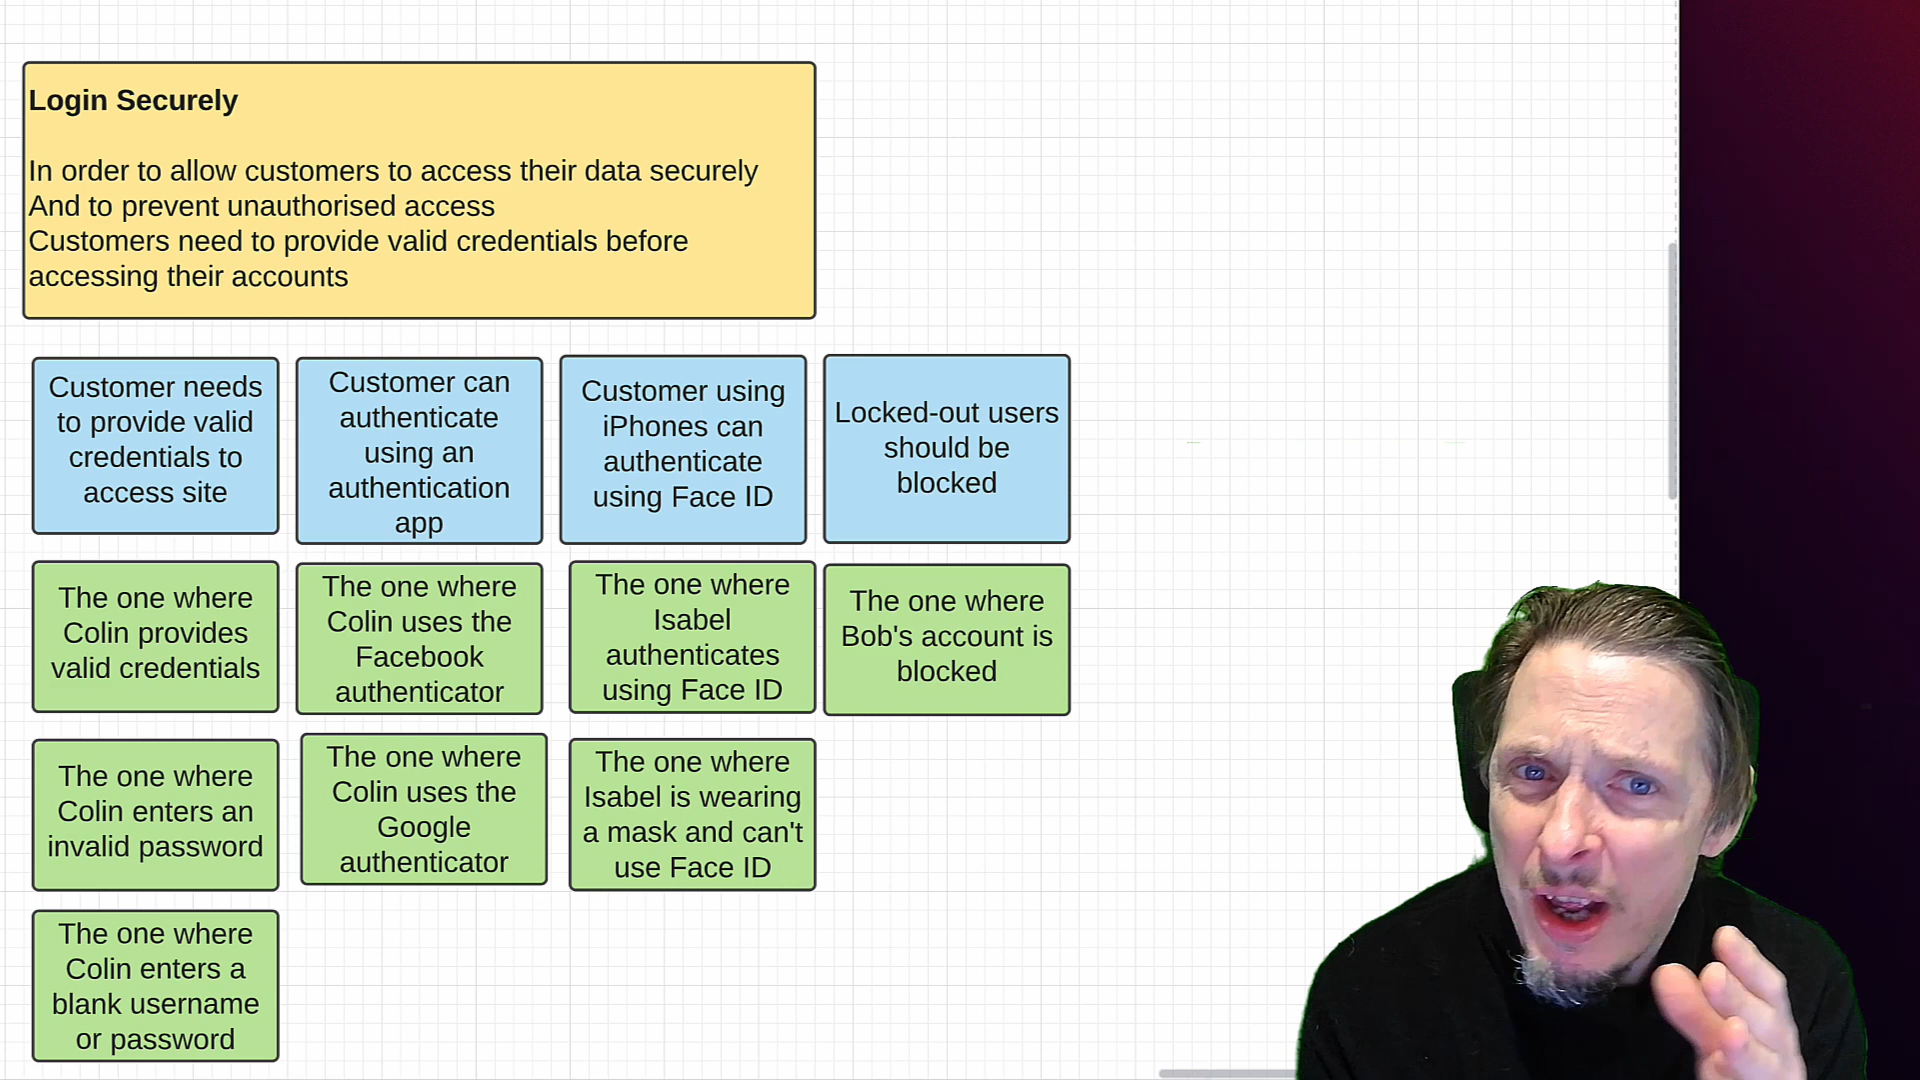 Login Securely
In order to allow customers to access their data securely
And to prevent unauthorised access
Customers need to provide valid credentials before
accessing their accounts
Customer needs
to provide valid
credentials to
access site
Customer can
authenticate
using an
authentication
app
Customer using
iPhones can
authenticate
using Face ID
Locked-out users
should be
blocked
The one where
Colin provides
valid credentials
The one where
Colin uses the
Facebook
authenticator
The one where
Isabel
authenticates
using Face ID
The one where
Bob's account is
blocked
The one where
Colin enters an
invalid password
The one where
Colin uses the
Google
authenticator
The one where
Isabel is wearing
a mask and can't
use Face ID
The one where
Colin enters a
blank username
or password